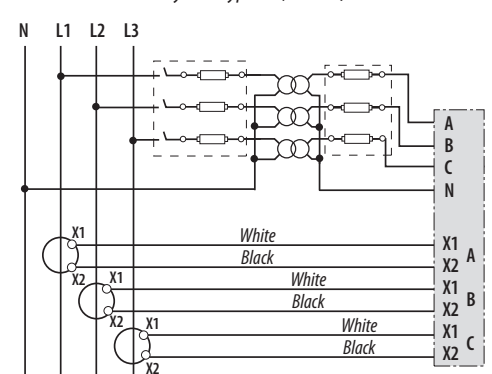 N L1 L2 L3
A
B
C
N
X1 White X1
Black X2 A
X2 X1 White X1
Black X2 B
X2 X1 White X1
Black X2 C
X2